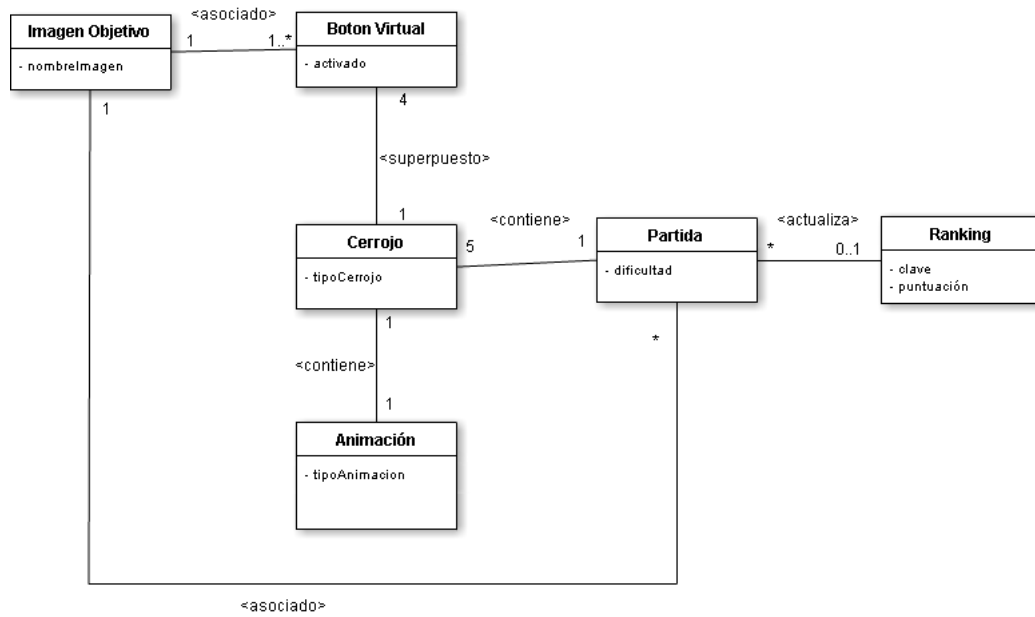 <asociado>
Imagen Objetivo
1
1..*
Boton Virtual
- nombreImagen
- activado
1
4
<superpuesto>
1
<contiene>
<actualiza>
Cerrojo
5
1
Partida
*
0..1
Ranking
- tipoCerrojo
- dificultad
- clave
- puntuación
1
*
<contiene>
1
Animación
- tipoAnimacion
<asociado>